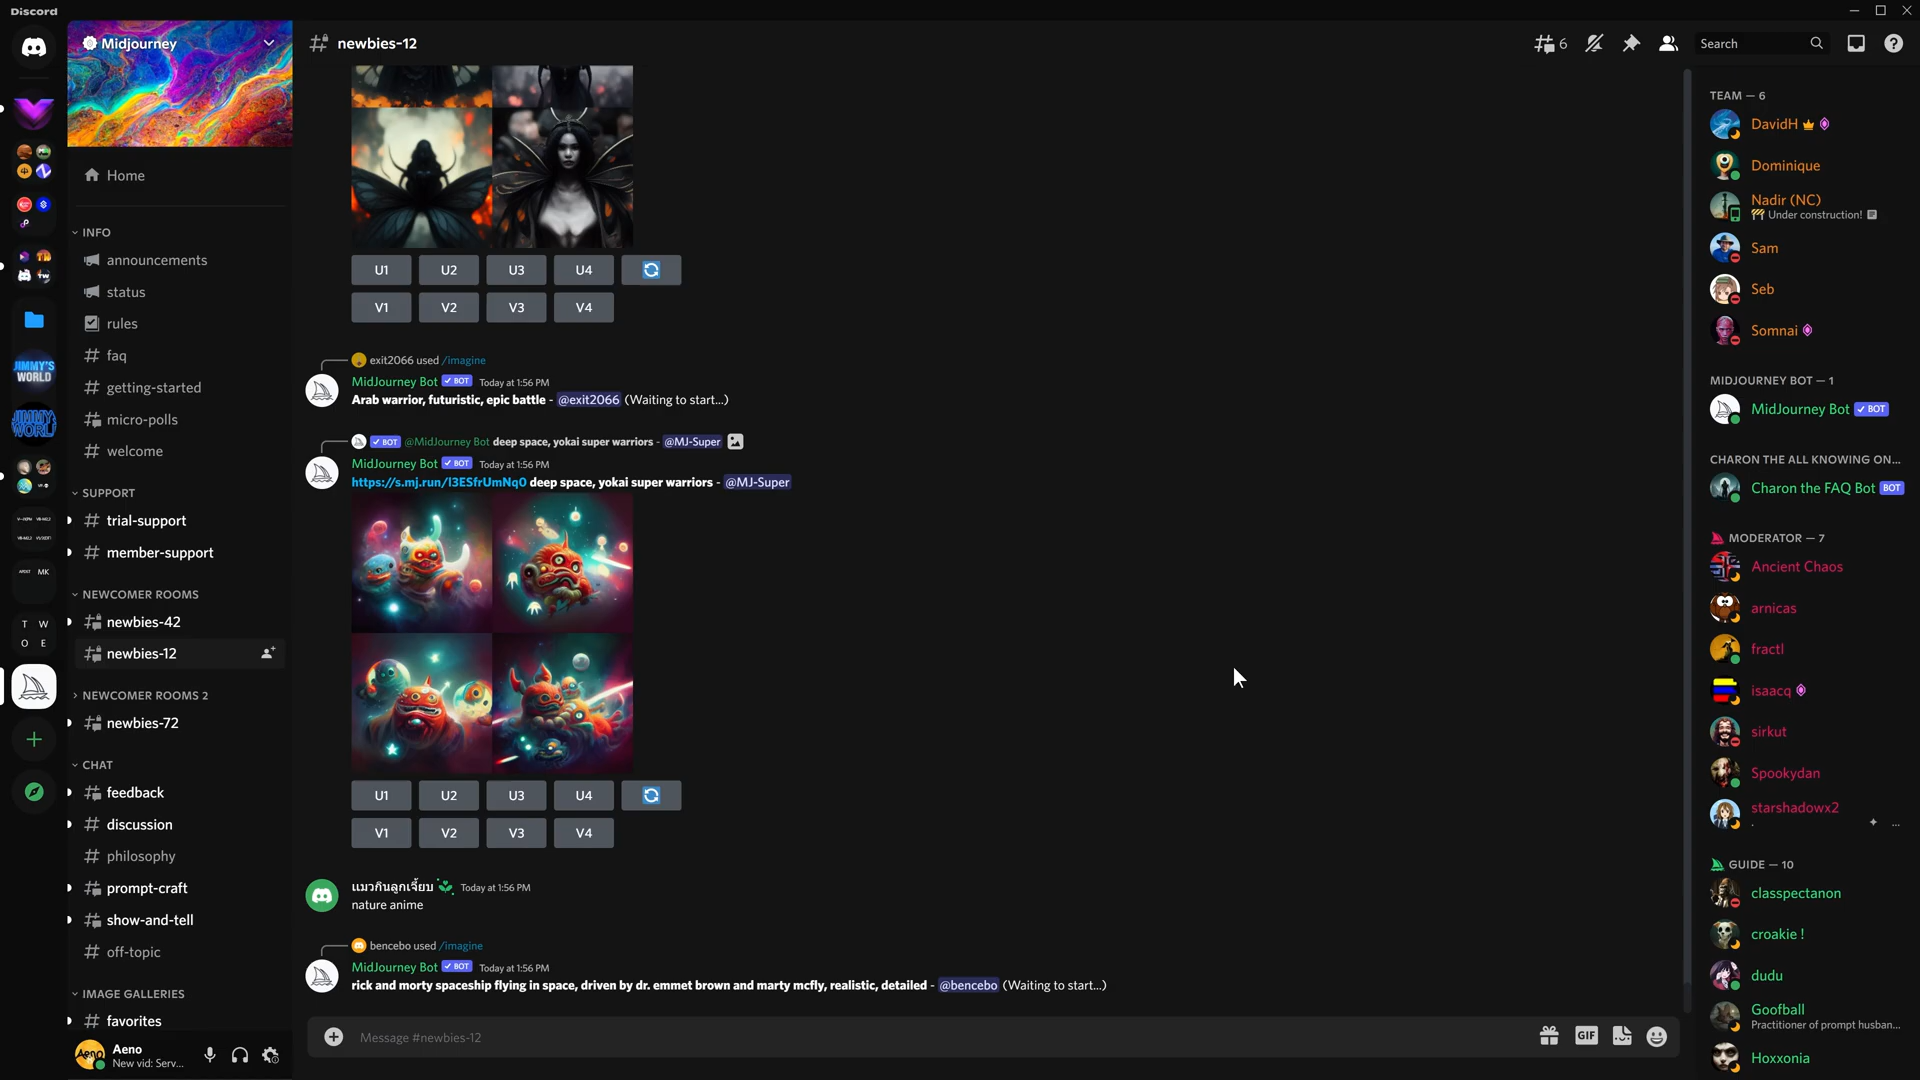 Discord
Midjourney
Home
INFO
announcements
status
rules
faq
getting-started
micro-polls
welcome
SUPPORT
trial-support
member-support
NEWCOMER ROOMS
newbies-42
newbies-12
NEWCOMER ROOMS 2
newbies-72
CHAT
feedback
discussion
philosophy
prompt-craft
show-and-tell
off-topic
IMAGE GALLERIES
favorites
JIMMY'S WORLD
JIMMY'S WORLD
MK
T W
O E
Aeno
Aeno
New vid: Serv...
newbies-12
6
Search
U1 U2 U3 U4
V1 V2 V3 V4
exit2066 used /imagine
MidJourney Bot ✓ BOT Today at 1:56 PM
Arab warrior, futuristic, epic battle - @exit2066 (Waiting to start...)
✓ BOT @MidJourney Bot deep space, yokai super warriors - @MJ-Super
MidJourney Bot ✓ BOT Today at 1:56 PM
https://s.mj.run/l3ESfrUmNq0 deep space, yokai super warriors - @MJ-Super
U1 U2 U3 U4
V1 V2 V3 V4
แมวกินลูกเจี๊ยบ Today at 1:56 PM
nature anime
bencebo used /imagine
MidJourney Bot ✓ BOT Today at 1:56 PM
rick and morty spaceship flying in space, driven by dr. emmet brown and marty mcfly, realistic, detailed - @bencebo (Waiting to start...)
Message #newbies-12
GIF
TEAM — 6
DavidH
Dominique
Nadir (NC)
Under construction!
Sam
Seb
Somnai
MIDJOURNEY BOT — 1
MidJourney Bot ✓ BOT
CHARON THE ALL KNOWING ON...
Charon the FAQ Bot BOT
MODERATOR — 7
Ancient Chaos
arnicas
fractl
isaacq
sirkut
Spookydan
starshadowx2
. ...
GUIDE — 10
classpectanon
croakie !
dudu
Goofball
Practitioner of prompt husban...
Hoxxonia